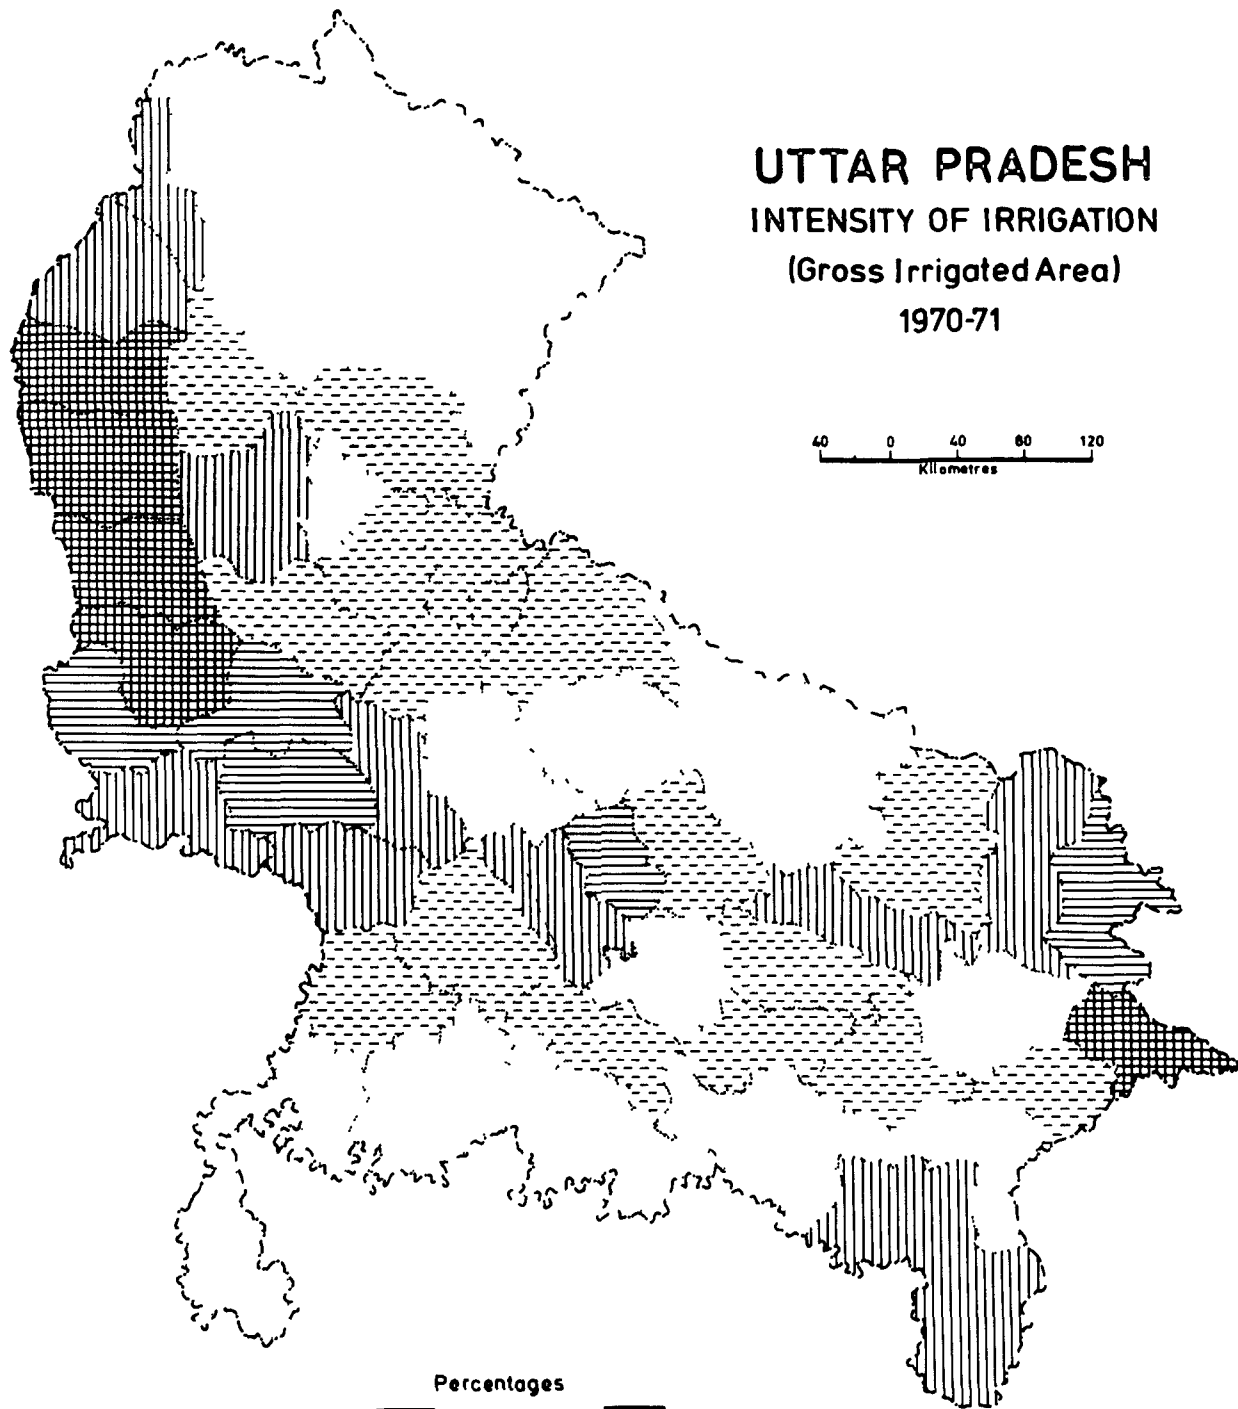 UTTAR PRADESH
INTENSITY OF IRRIGATION
(Gross Irrigated Area)
1970-71
40 0 40 80 120
Kilometres
Percentages